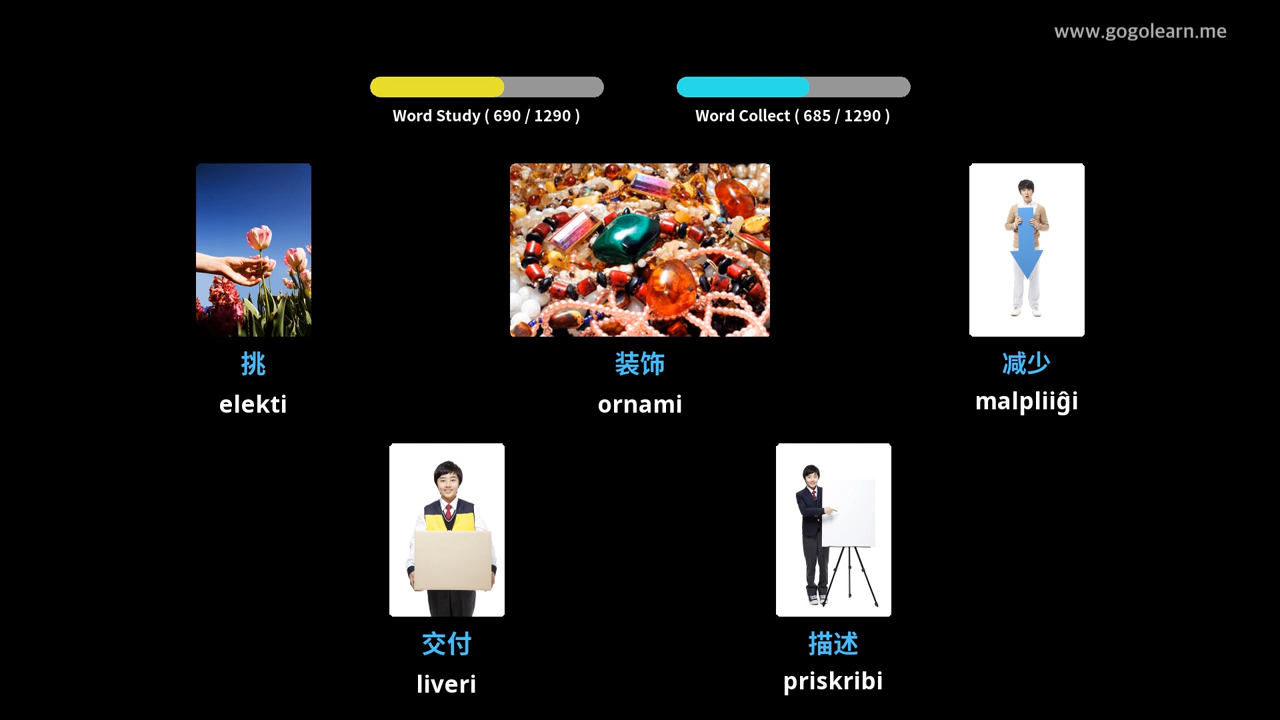 www.gogolearn.me
Word Study ( 690 / 1290 )
Word Collect ( 685 / 1290 )
挑
装饰
减少
elekti
ornami
malpliiĝi
交付
描述
liveri
priskribi